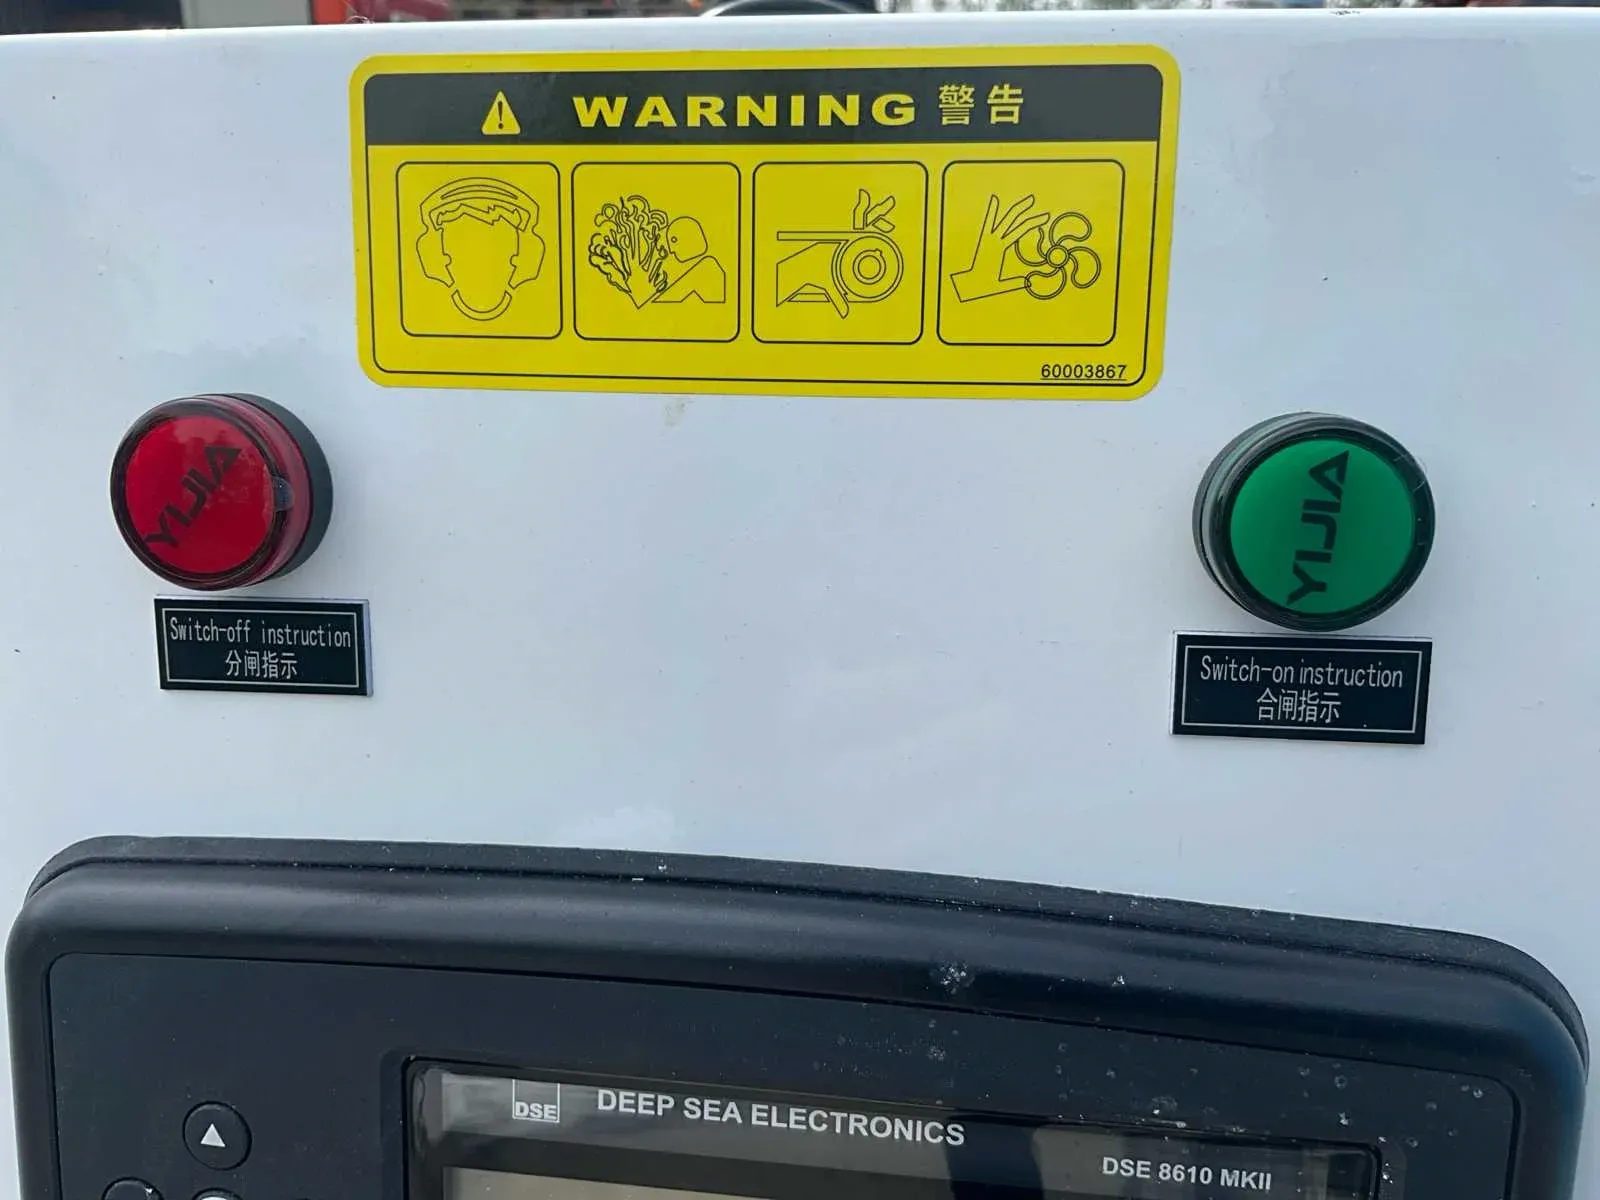 WARNING 警告
60003867
YIJIA
YIJIA
Switch-off instruction
分闸指示
Switch-on instruction
合闸指示
DSE DEEP SEA ELECTRONICS
DSE 8610 MKII